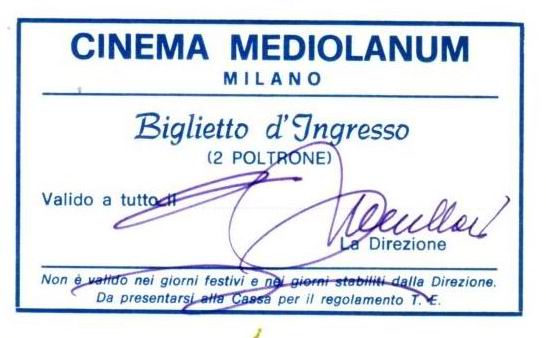 CINEMA MEDIOLANUM
MILANO
Biglietto d'Ingresso
(2 POLTRONE)
Valido a tutto il
La Direzione
Non è valido nei giorni festivi e nei giorni stabiliti dalla Direzione.
Da presentarsi alla Cassa per il regolamento T. E.